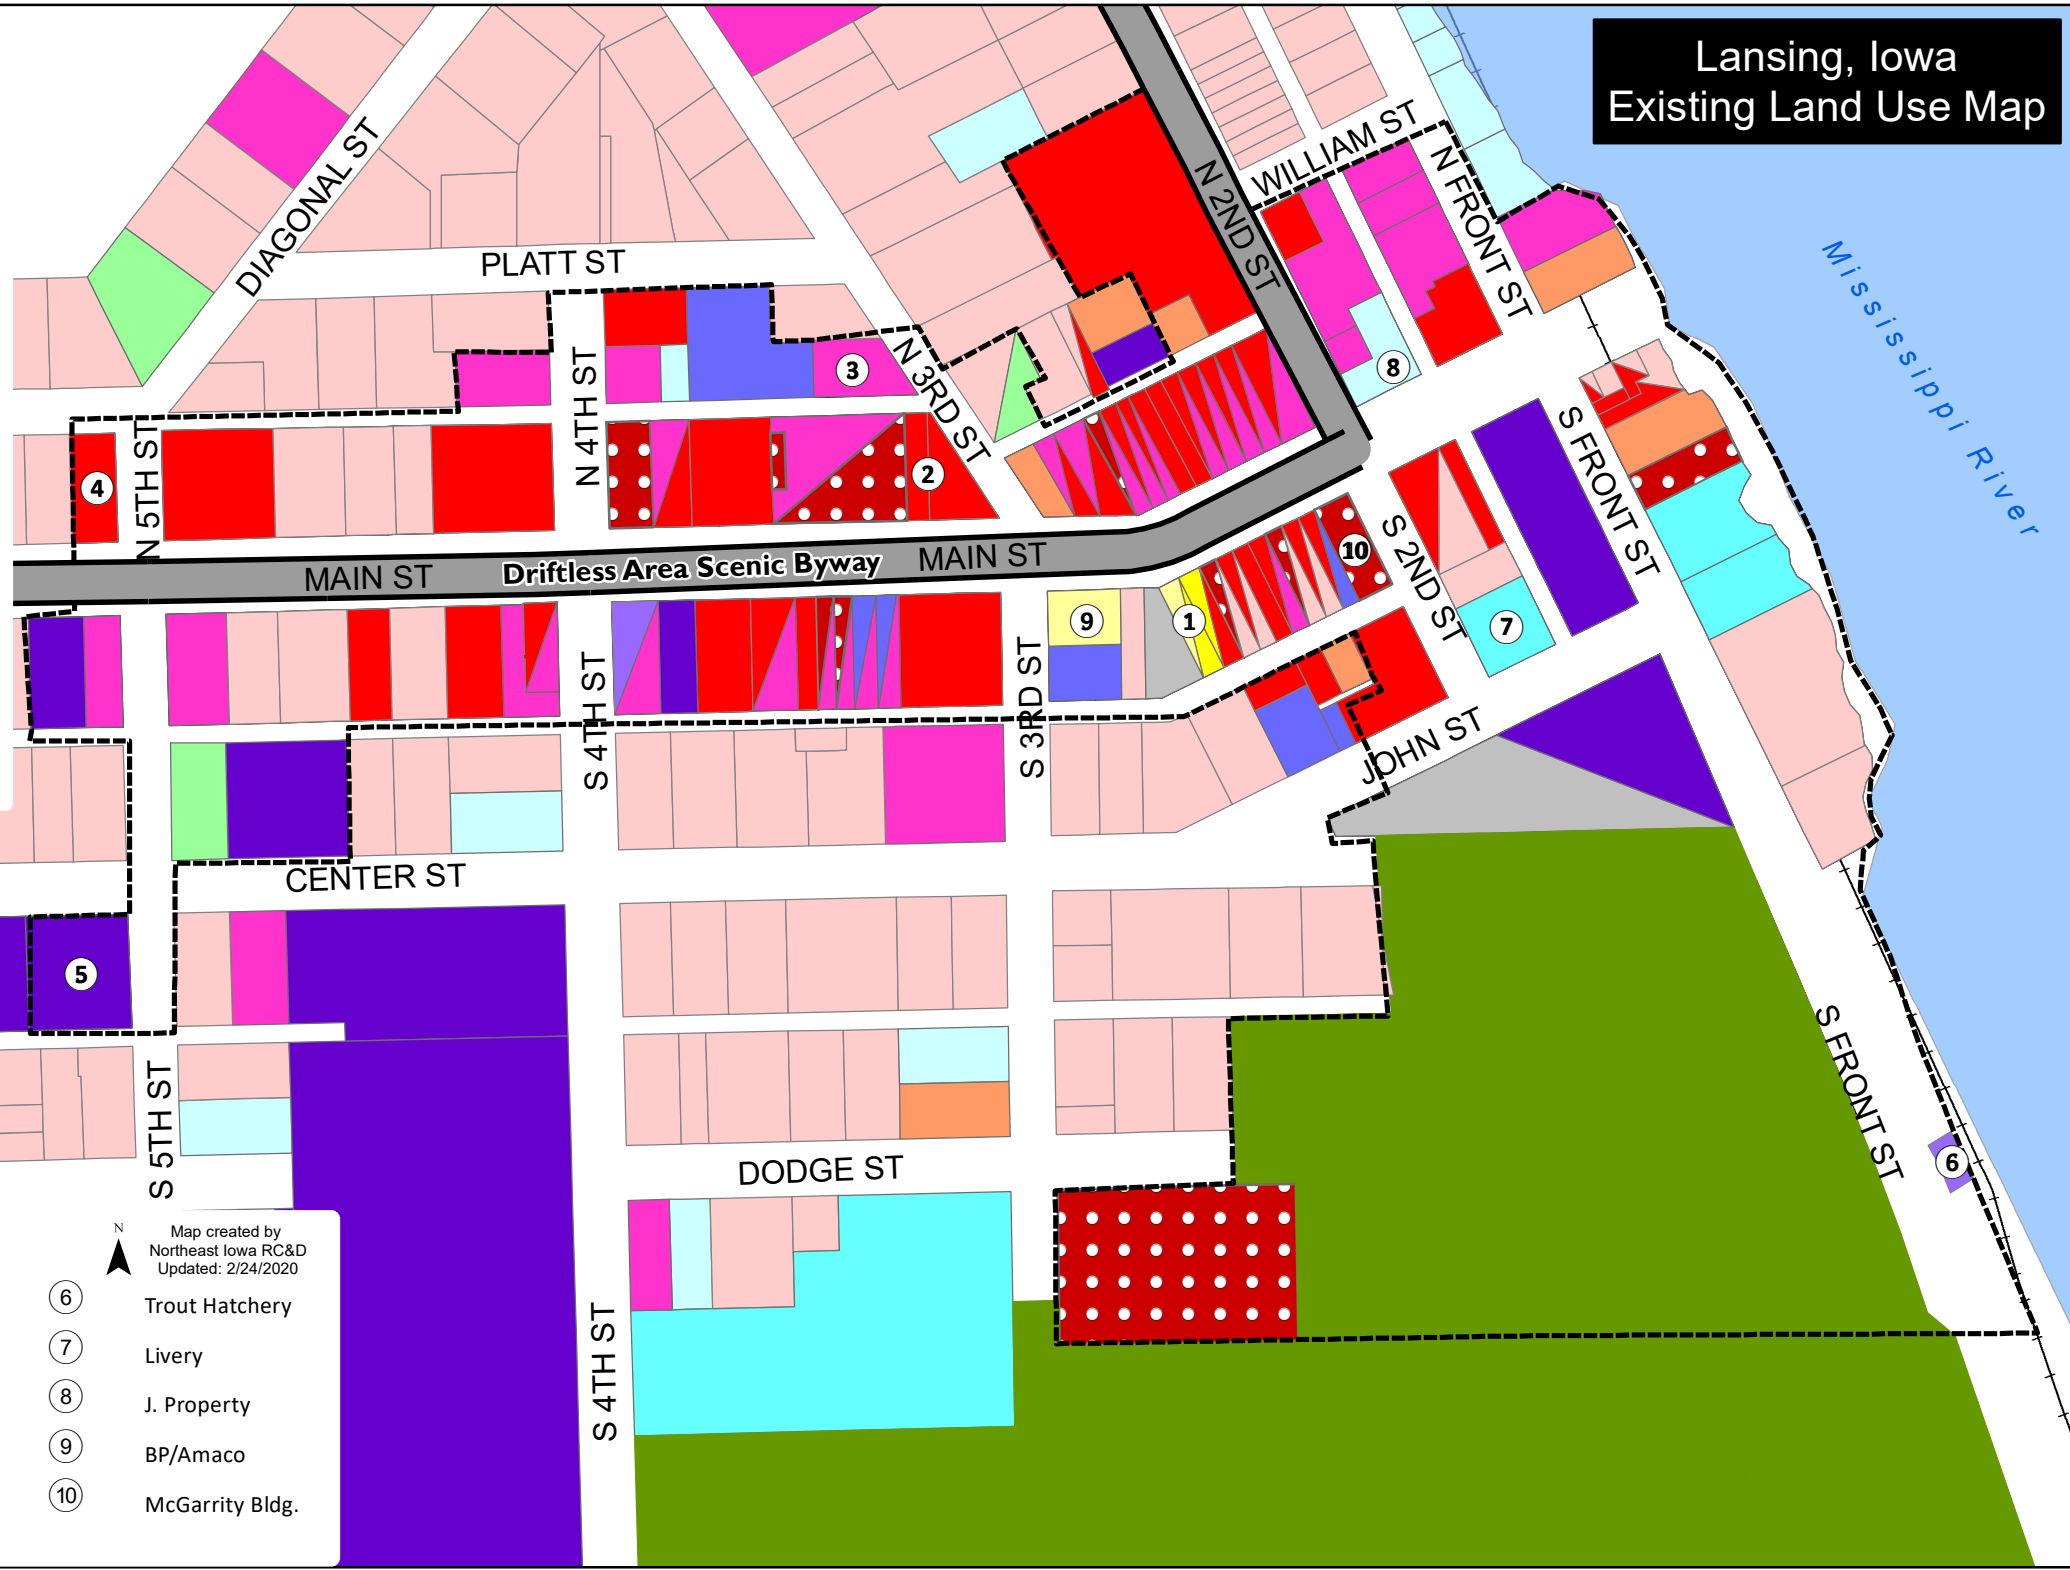 Lansing, Iowa
Existing Land Use Map
WILLIAM ST
N FRONT ST
N 2ND ST
DIAGONAL ST
PLATT ST
Mississippi River
N 3RD ST
N 4TH ST
N 5TH ST
3
8
4
2
MAIN ST
Driftless Area Scenic Byway
MAIN ST
10
S 2ND ST
S FRONT ST
9
1
7
S 3RD ST
S 4TH ST
JOHN ST
CENTER ST
5
S FRONT ST
S 5TH ST
DODGE ST
6
S 4TH ST
N
Map created by
Northeast Iowa RC&D
Updated: 2/24/2020
6 Trout Hatchery
7 Livery
8 J. Property
9 BP/Amaco
10 McGarrity Bldg.